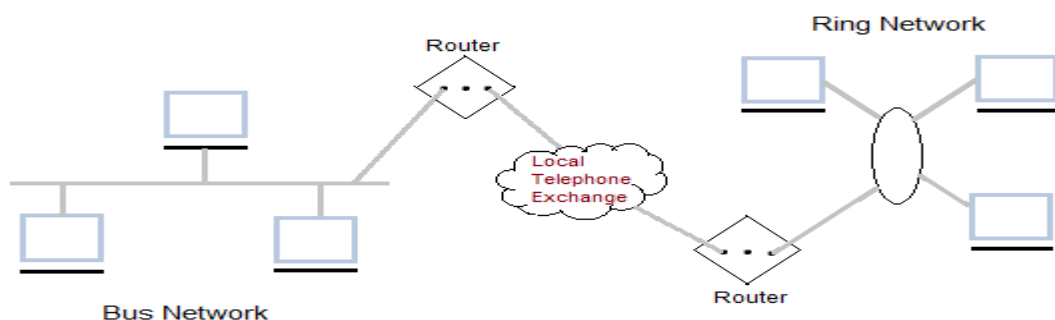 Ring Network
Router
Local
Telephone
Exchange
Router
Bus Network